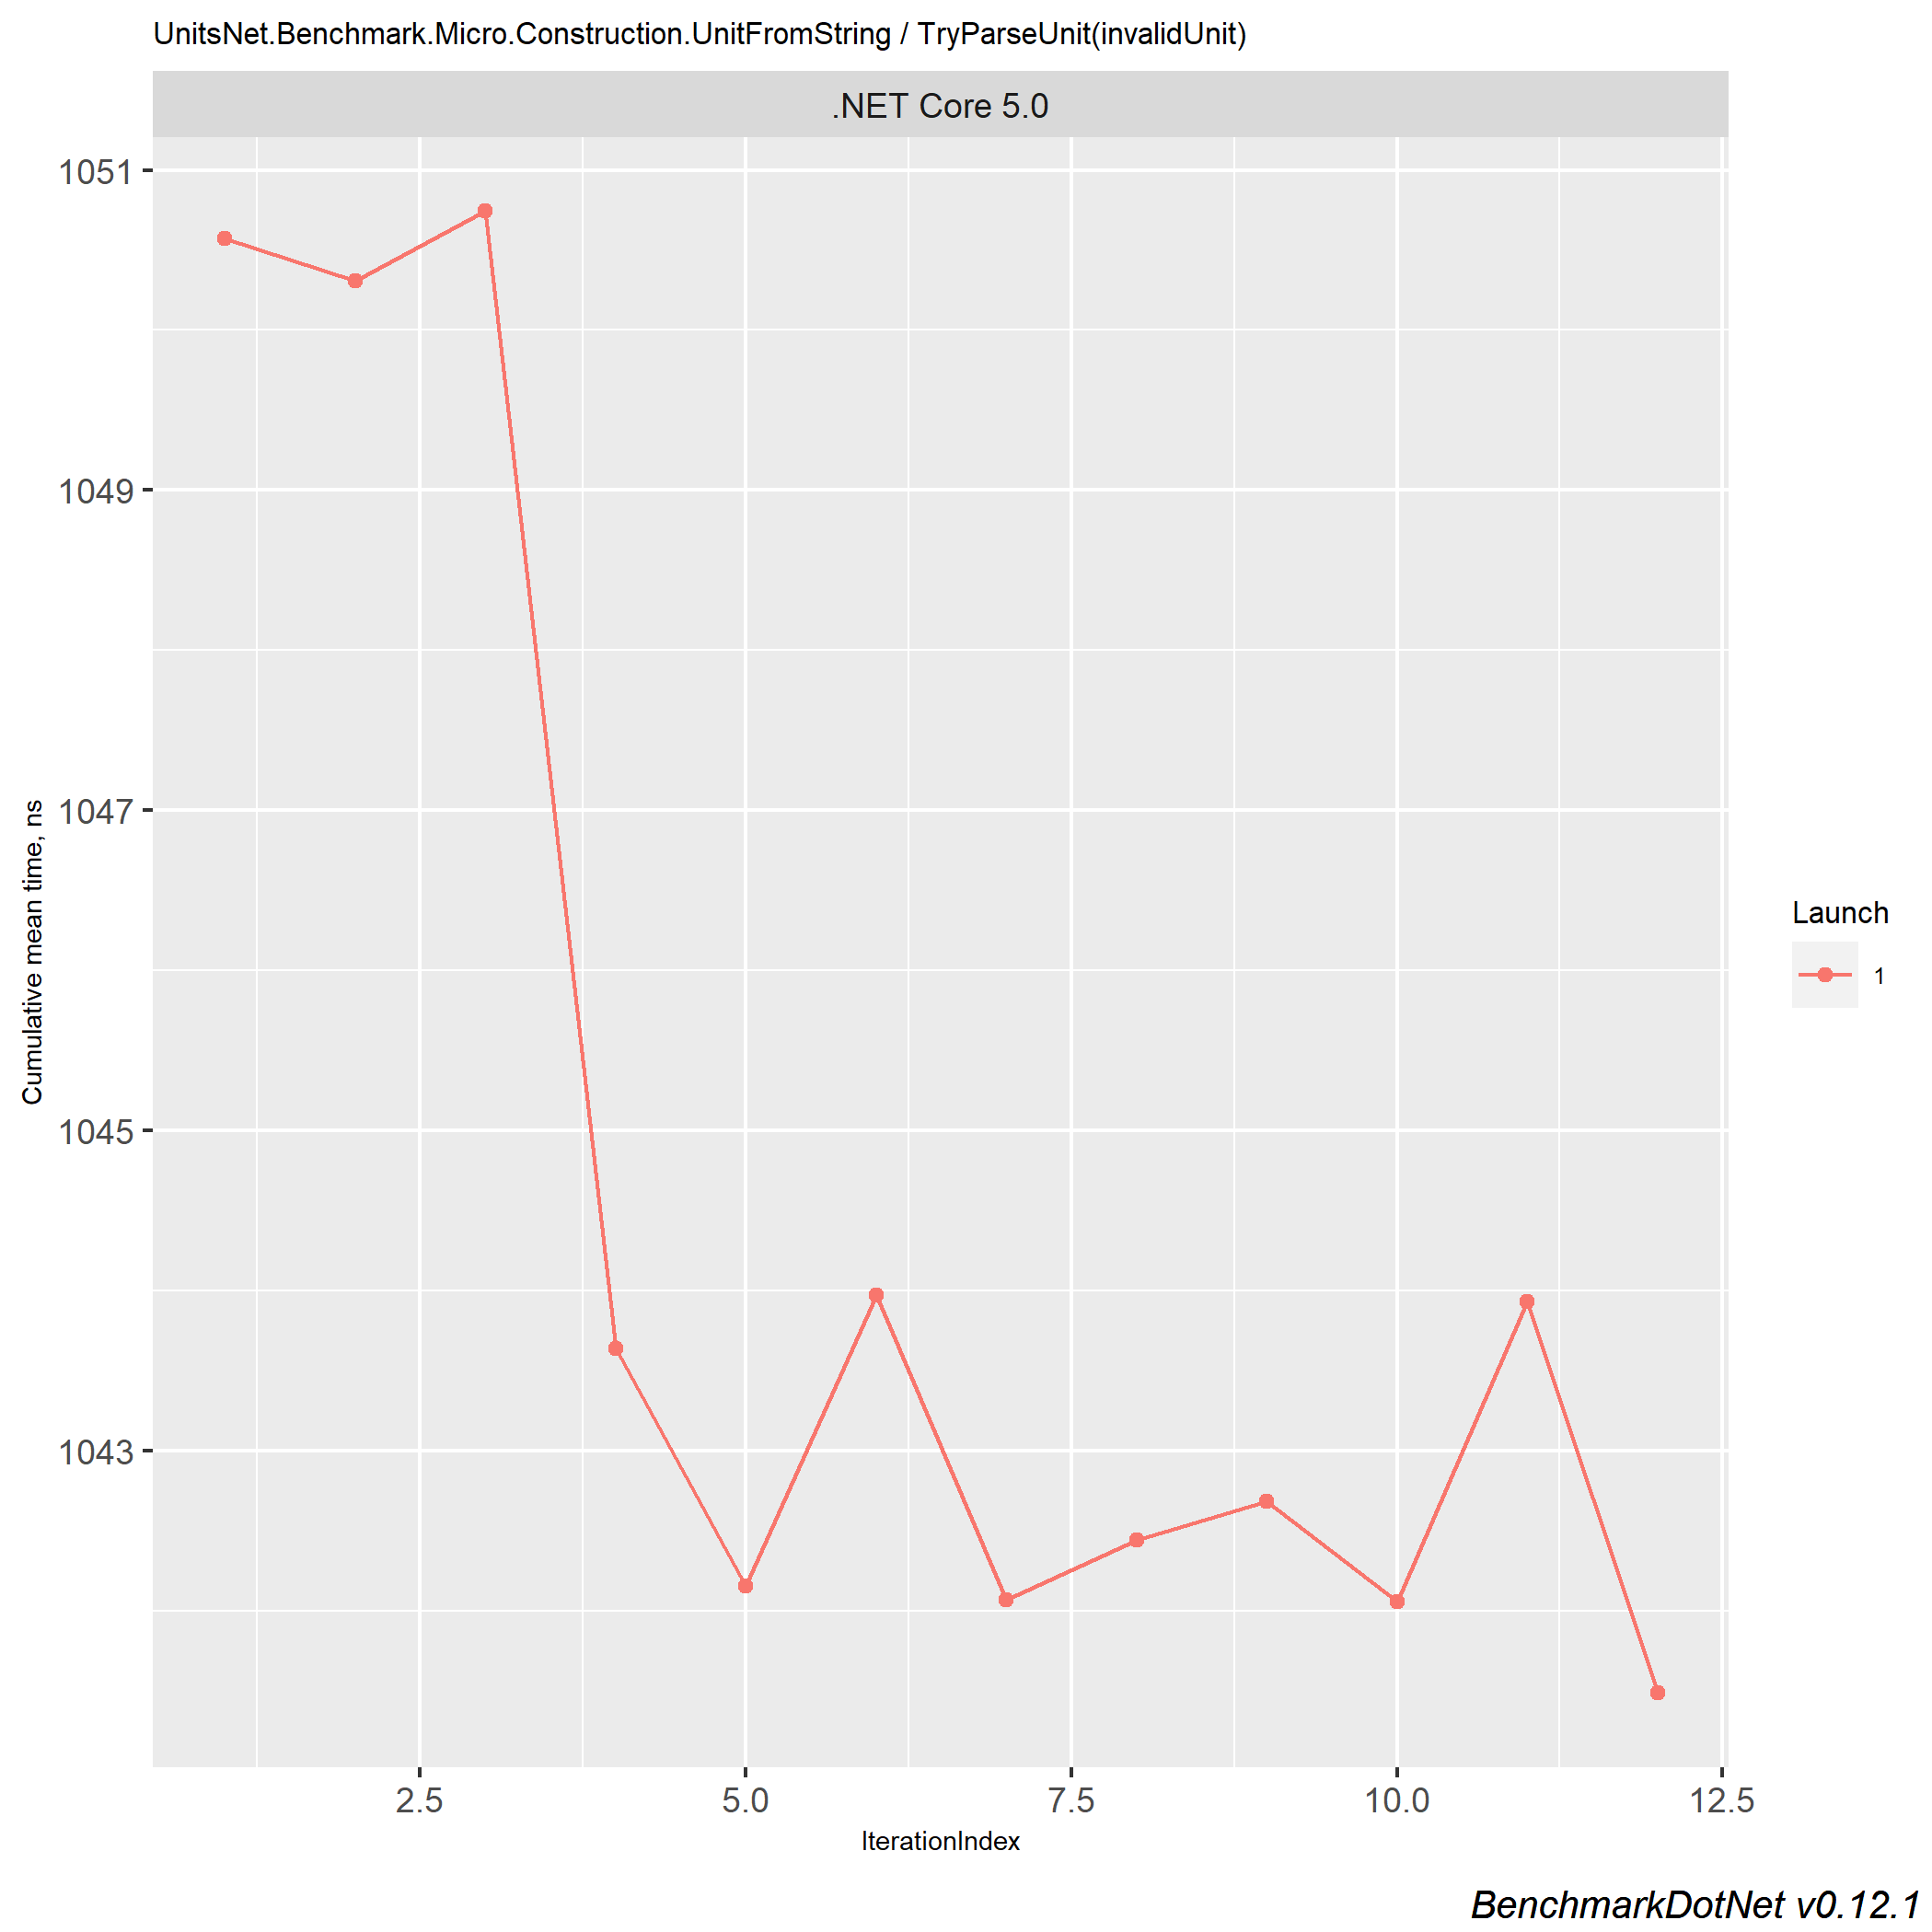 UnitsNet.Benchmark.Micro.Construction.UnitFromString / TryParseUnit(invalidUnit)
.NET Core 5.0
1051
1049
1047
1045
1043
Cumulative mean time, ns
2.5 5.0 7.5 10.0 12.5
IterationIndex
Launch
1
BenchmarkDotNet v0.12.1